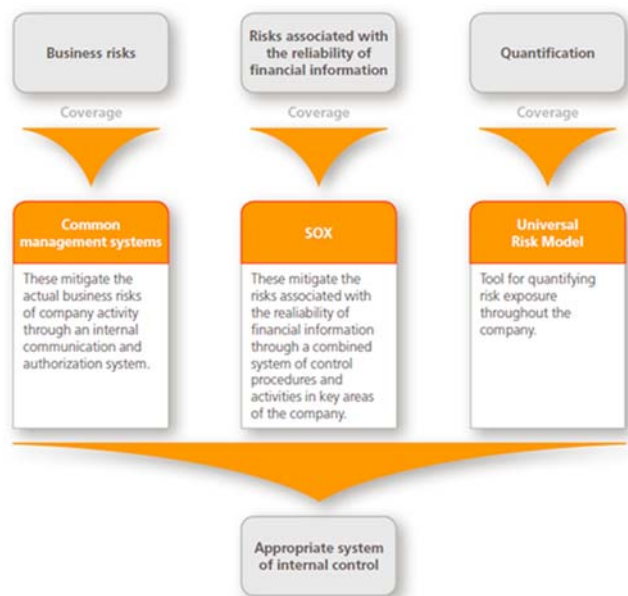 Business risks
Risks associated with
the reliability of
financial information
Quantification
Coverage
Coverage
Coverage
Common
management systems
These mitigate the
actual business risks
of company activity
through an internal
communication and
authorization system.
SOX
These mitigate the
risks associated with
the realiability of
financial information
through a combined
system of control
procedures and
activities in key areas
of the company.
Universal
Risk Model
Tool for quantifying
risk exposure
throughout the
company.
Appropriate system
of internal control